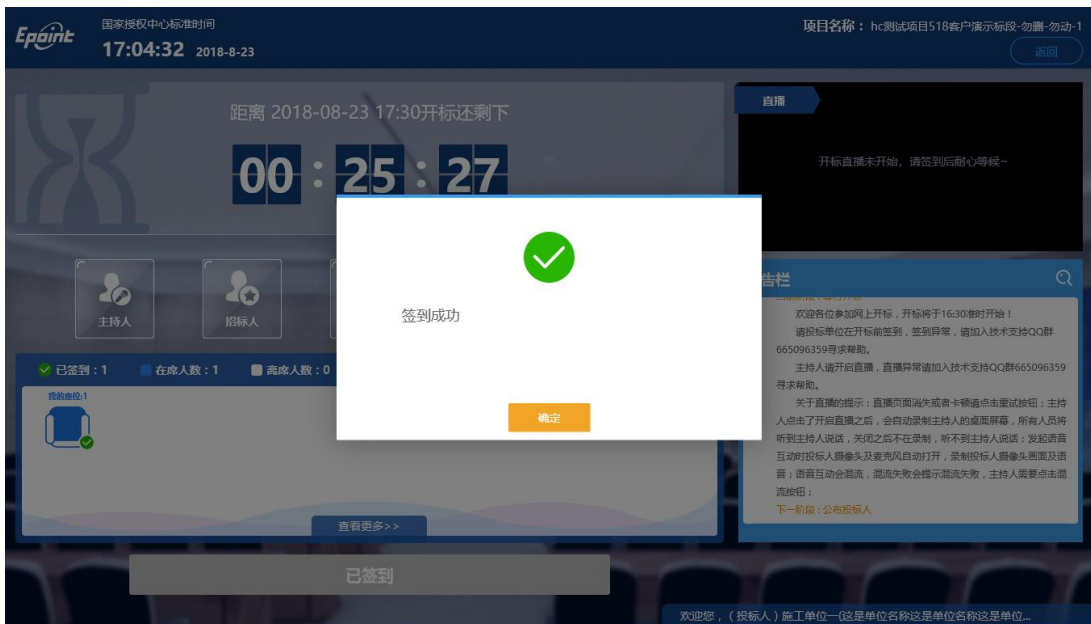 Epoint
国家授权中心标准时间
17:04:32 2018-8-23
项目名称：hc测试项目518客户演示标段-勿删-勿动-1
返回
距离 2018-08-23 17:30开标还剩下
00 : 25 : 27
直播
开标直播未开始，请签到后耐心等候~
签到成功
确定
主持人
招标人
告栏
欢迎各位参加网上开标，开标将于16:30准时开始！
请投标单位在开标前签到，签到异常，请加入技术支持QQ群
665096359寻求帮助。
主持人请开启直播，直播异常请加入技术支持QQ群665096359
寻求帮助。
关于直播的提示：直播页面消失或者卡顿请点击重试按钮；主持
人点击了开启直播之后，会自动录制主持人的桌面屏幕，所有人员将
听到主持人说话，关闭之后不在录制，听不到主持人说话；发起语音
互动时投标人摄像头及麦克风自动打开，录制投标人摄像头画面及语
音；语音互动会混流，混流失败会提示混流失败，主持人需要点击混
流按钮；
下一阶段：公布投标人
已签到：1 在席人数：1 离席人数：0
我的座位:1
查看更多>>
已签到
欢迎您，（投标人）施工单位一(这是单位名称这是单位名称这是单位...